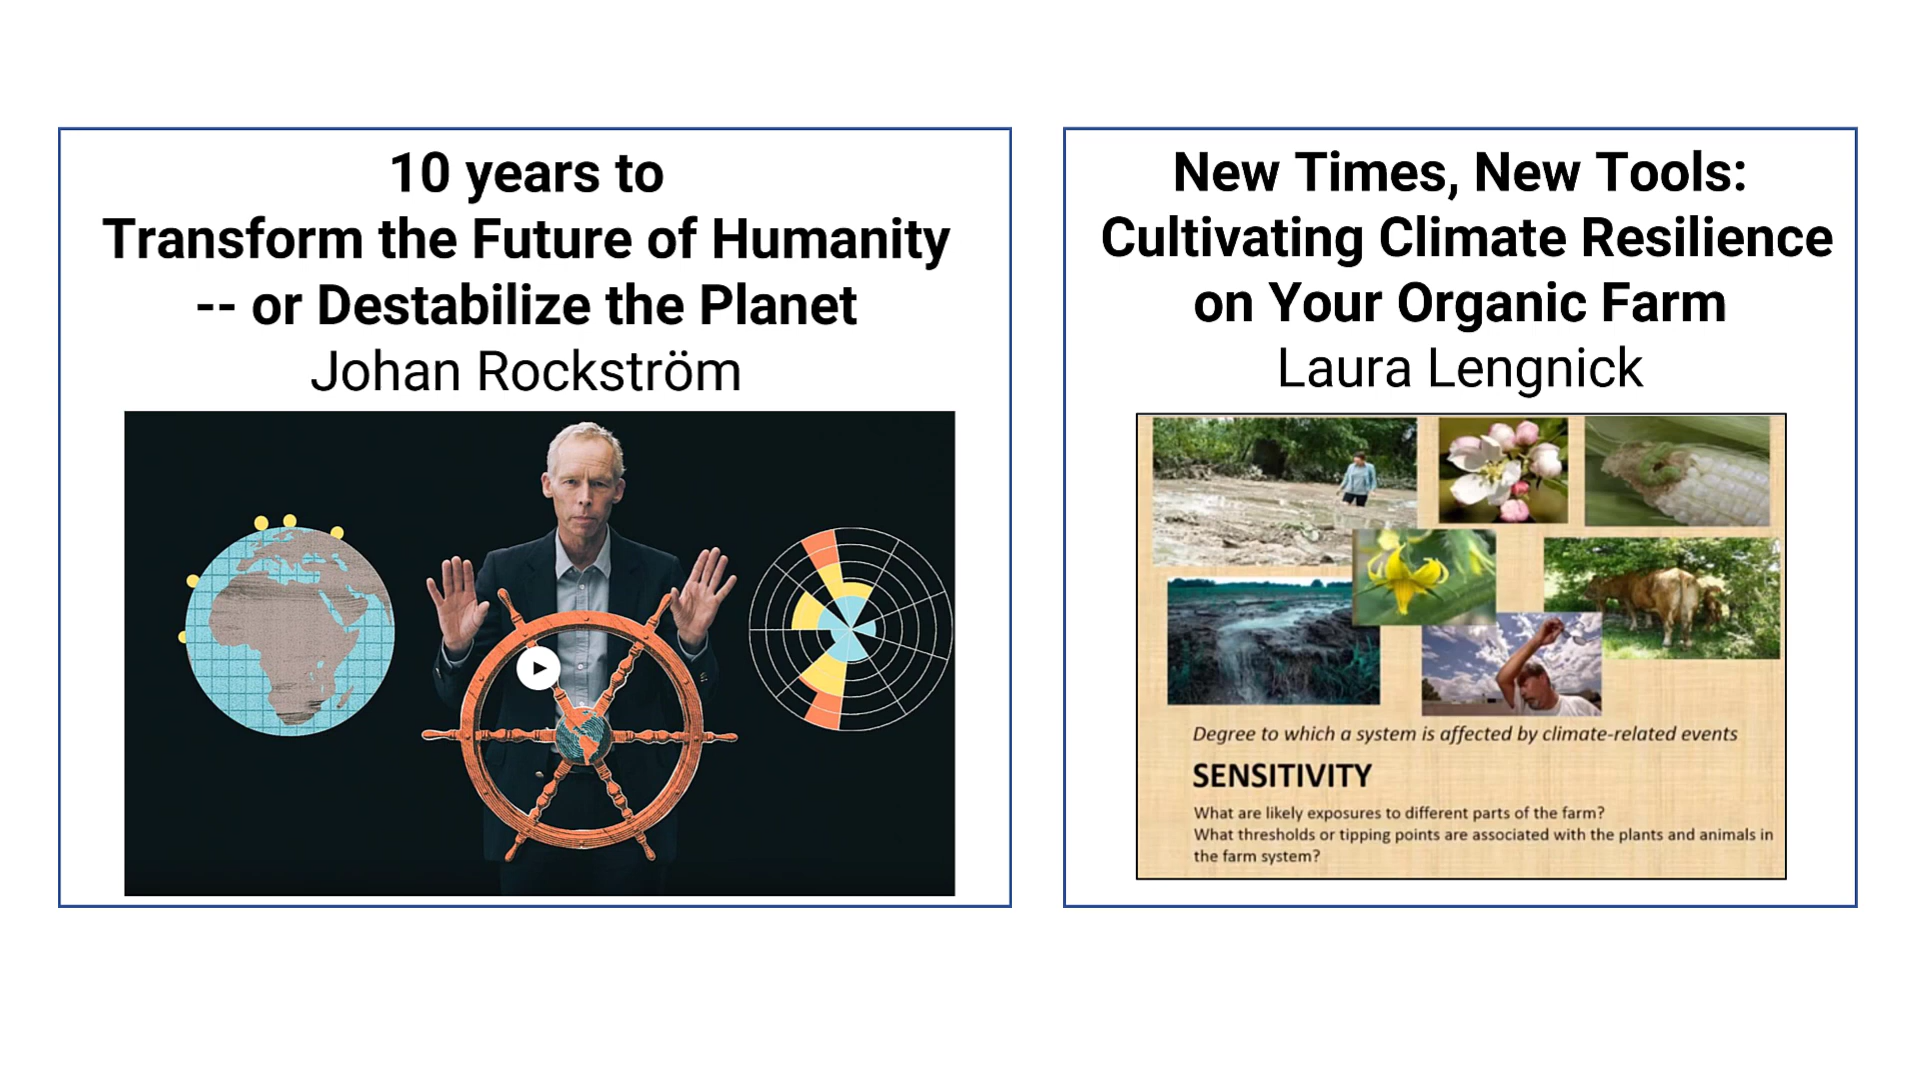 10 years to
Transform the Future of Humanity
-- or Destabilize the Planet
Johan Rockström
New Times, New Tools:
Cultivating Climate Resilience
on Your Organic Farm
Laura Lengnick
Degree to which a system is affected by climate-related events
SENSITIVITY
What are likely exposures to different parts of the farm?
What thresholds or tipping points are associated with the plants and animals in
the farm system?